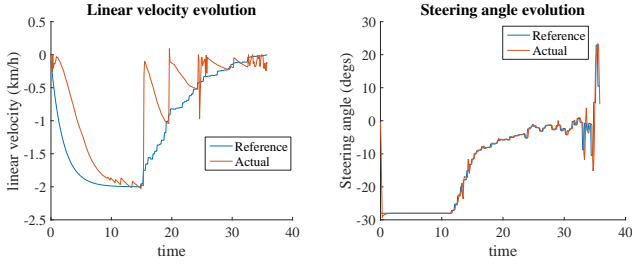 Linear velocity evolution
0.5
0
-0.5
-1
-1.5
-2
-2.5
linear velocity (km/h)
Reference
Actual
0
10
20
30
40
time
Steering angle evolution
30
20
10
0
-10
-20
-30
Steering angle (degs)
Reference
Actual
0
10
20
30
40
time